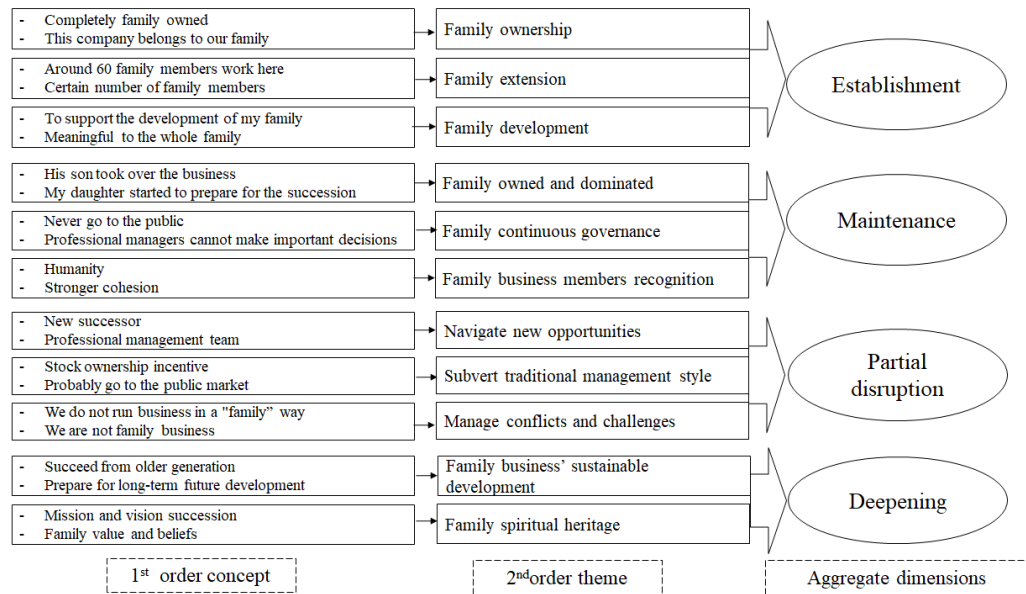 - Completely family owned
- This company belongs to our family
Family ownership
- Around 60 family members work here
- Certain number of family members
Family extension
- To support the development of my family
- Meaningful to the whole family
Family development
Establishment
- His son took over the business
- My daughter started to prepare for the succession
Family owned and dominated
- Never go to the public
- Professional managers cannot make important decisions
Family continuous governance
- Humanity
- Stronger cohesion
Family business members recognition
Maintenance
- New successor
- Professional management team
Navigate new opportunities
- Stock ownership incentive
- Probably go to the public market
Subvert traditional management style
- We do not run business in a "family” way
- We are not family business
Manage conflicts and challenges
Partial
disruption
- Succeed from older generation
- Prepare for long-term future development
Family business’ sustainable
development
- Mission and vision succession
- Family value and beliefs
Family spiritual heritage
Deepening
1st order concept
2nd order theme
Aggregate dimensions